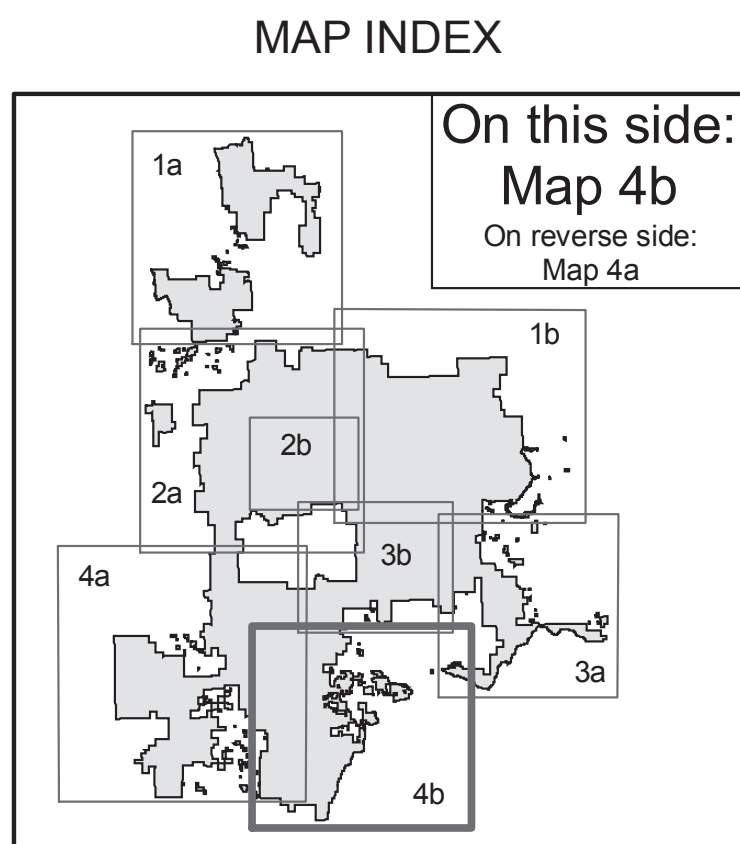 MAP INDEX
On this side:
Map 4b
On reverse side:
Map 4a
1a
1b
2b
2a
3b
4a
3a
4b